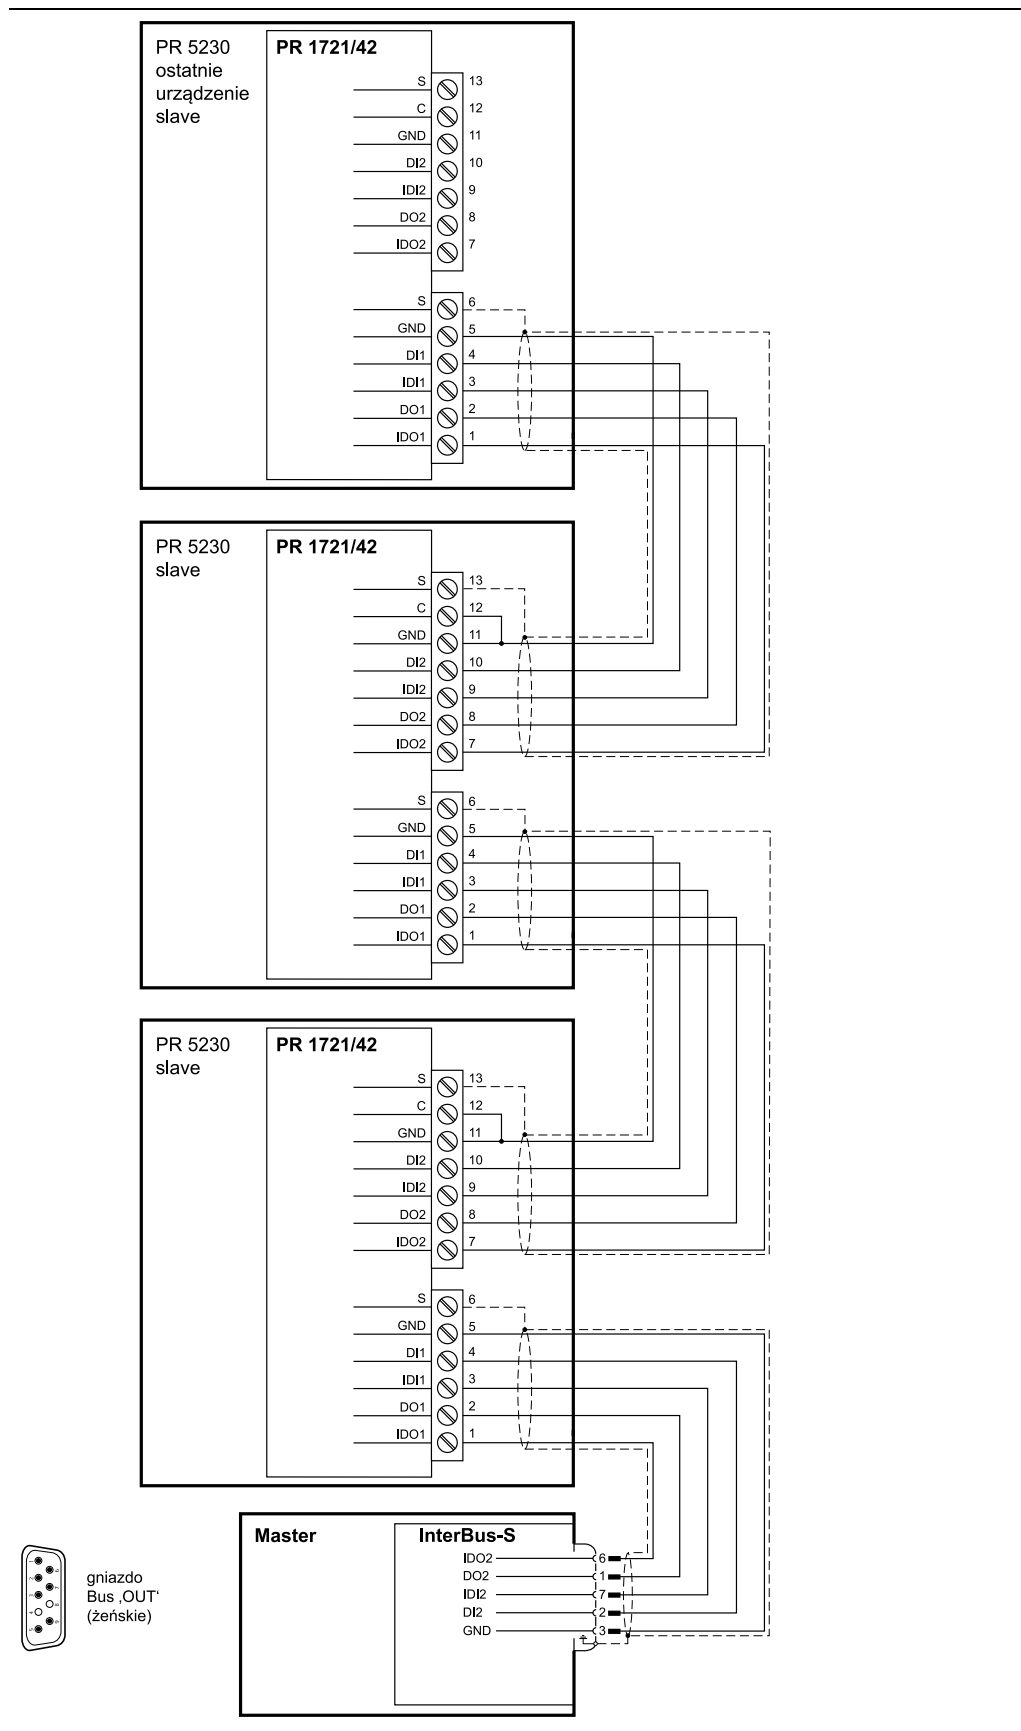 PR 5230
ostatnie
urządzenie
slave
PR 1721/42
S 13
C 12
GND 11
DI2 10
IDI2 9
DO2 8
IDO2 7
S 6
GND 5
DI1 4
IDI1 3
DO1 2
IDO1 1
PR 5230
slave
PR 1721/42
S 13
C 12
GND 11
DI2 10
IDI2 9
DO2 8
IDO2 7
S 6
GND 5
DI1 4
IDI1 3
DO1 2
IDO1 1
PR 5230
slave
PR 1721/42
S 13
C 12
GND 11
DI2 10
IDI2 9
DO2 8
IDO2 7
S 6
GND 5
DI1 4
IDI1 3
DO1 2
IDO1 1
Master
InterBus-S
IDO2 6
DO2 1
IDI2 7
DI2 2
GND 3
gniazdo
Bus ‚OUT‘
(żeńskie)